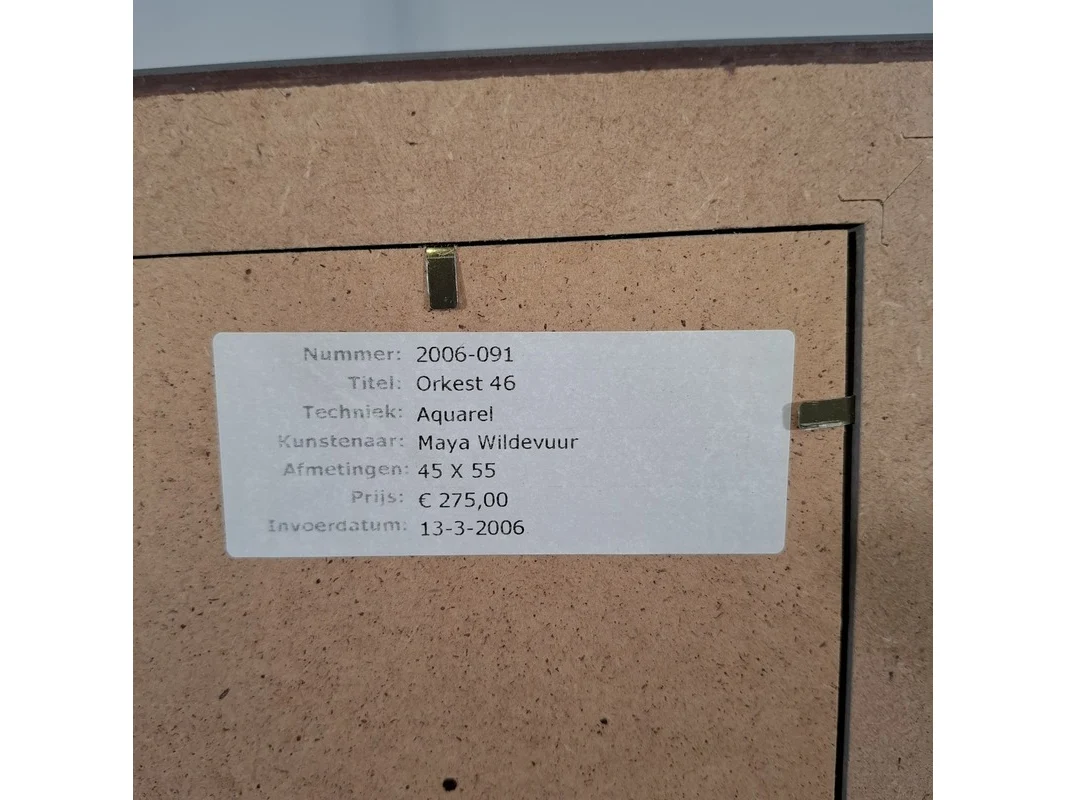 Nummer: 2006-091
Titel: Orkest 46
Techniek: Aquarel
Kunstenaar: Maya Wildevuur
Afmetingen: 45 X 55
Prijs: € 275,00
Invoerdatum: 13-3-2006